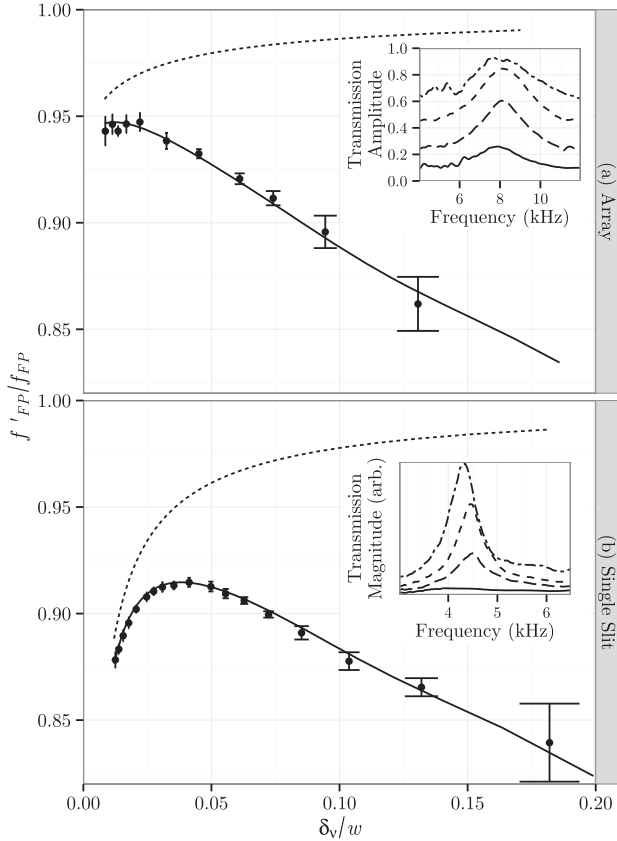 1.00
0.95
0.90
0.85
Transmission
Amplitude
1.0
0.8
0.6
0.4
0.2
0.0
6 8 10
Frequency (kHz)
(a) Array
f ′FP/fFP
1.00
0.95
0.90
0.85
Transmission
Magnitude (arb.)
4 5 6
Frequency (kHz)
(b) Single Slit
0.00 0.05 0.10 0.15 0.20
δν/w